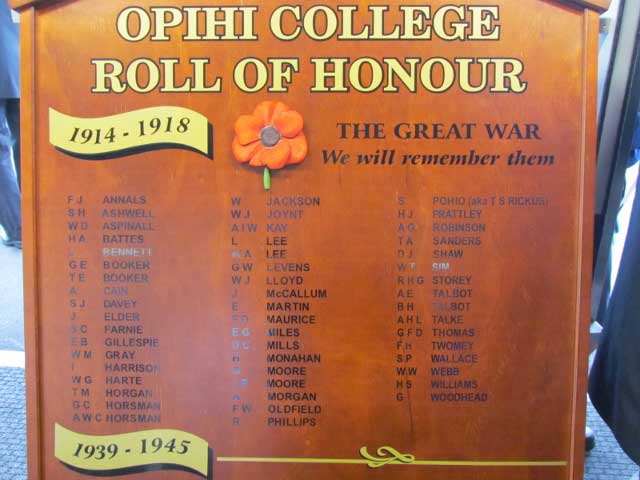 OPIHI COLLEGE
ROLL OF HONOUR
1914 - 1918
THE GREAT WAR
We will remember them
F J ANNALS
S H ASHWELL
W D ASPINALL
H A BATTES
BENNETT
G E BOOKER
T E BOOKER
A CAIN
S J DAVEY
J ELDER
S C FARNIE
E B GILLESPIE
W M GRAY
I HARRISON
W G HARTE
T M HORGAN
G C HORSMAN
A W C HORSMAN
W JACKSON
W J JOYNT
A J W KAY
L LEE
LEE
G W LEVENS
W J LLOYD
J McCALLUM
E MARTIN
MAURICE
E G MILES
D C MILLS
H MONAHAN
G MOORE
MOORE
A MORGAN
F W OLDFIELD
R PHILLIPS
S POHIO (aka T S RICKUS)
H J PRATTLEY
A G ROBINSON
T A SANDERS
D J SHAW
W T SIM
R H G STOREY
A E TALBOT
B H TALBOT
A H L TALKE
G F D THOMAS
F H TWOMEY
S P WALLACE
W W WEBB
H S WILLIAMS
G WOODHEAD
1939 - 1945